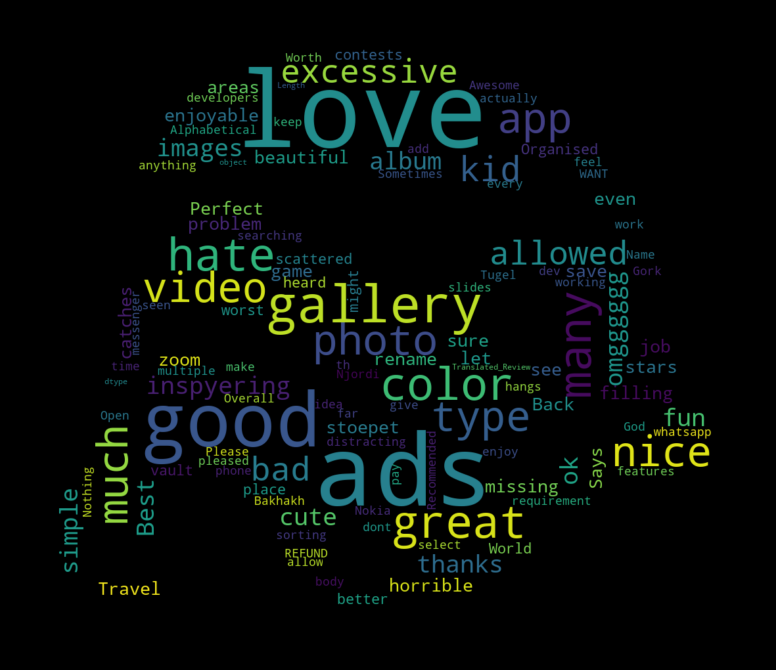 Worth contests
excessive
areas Length Awesome
developers love actually
enjoyable keep app
Alphabetical add Organised
images beautiful album kid feel
anything object Sometimes every WANT
even
Perfect
problem work
searching
hate scattered allowed Name
game Tugel dev save Gork
video heard might slides working
catches messenger seen worst gallery many omggggggg
photo sure job
zoom rename let see stars
time multiple make th Translated_Review
dtype inspyering Njordi color hangs filling
Overall idea give Back
Open good far type God fun
stoepet whatsapp
much Please distracting enjoy nice
pleased bad ads pay Recommended ok Says features
vault phone missing
Nothing Best place requirement
simple Bakhakh Nokia great
cute dont
sorting select World
REFUND
allow thanks
Travel body horrible
better